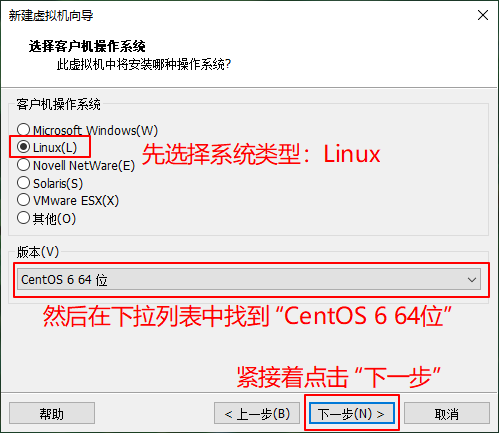 新建虚拟机向导
选择客户机操作系统
此虚拟机中将安装哪种操作系统?
客户机操作系统
Microsoft Windows(W)
Linux(L)
先选择系统类型：Linux
Novell NetWare(E)
Solaris(S)
VMware ESX(X)
其他(O)
版本(V)
CentOS 6 64 位
然后在下拉列表中找到 “CentOS 6 64位”
紧接着点击 “下一步”
帮助
< 上一步(B)
下一步(N) >
取消